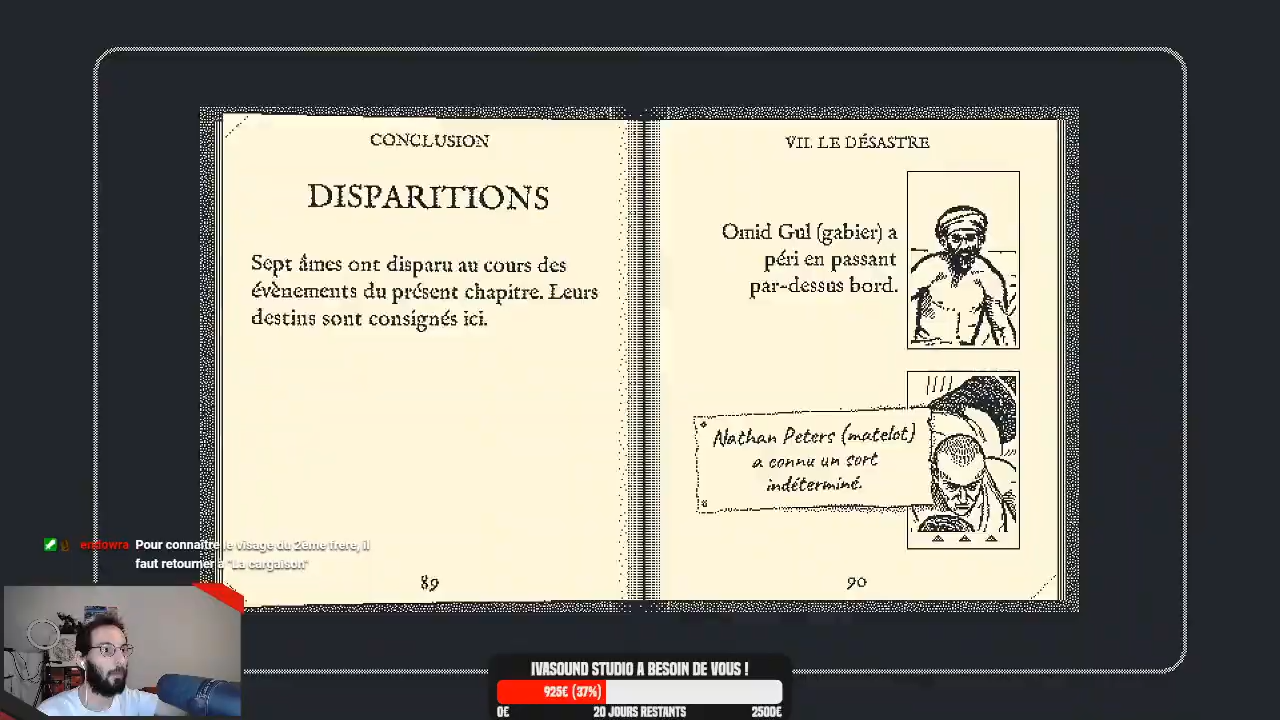 CONCLUSION
DISPARITIONS
Sept âmes ont disparu au cours des
évènements du présent chapitre. Leurs
destins sont consignés ici.
89
VII. LE DÉSASTRE
Omid Gul (gabier) a
péri en passant
par-dessus bord.
Nathan Peters (matelot)
a connu un sort
indéterminé.
90
endowra Pour connaître le visage du 2ème frere, il
faut retourner a "La cargaison"
IVASOUND STUDIO A BESOIN DE VOUS !
925€ (37%)
0€ 20 JOURS RESTANTS 2500€